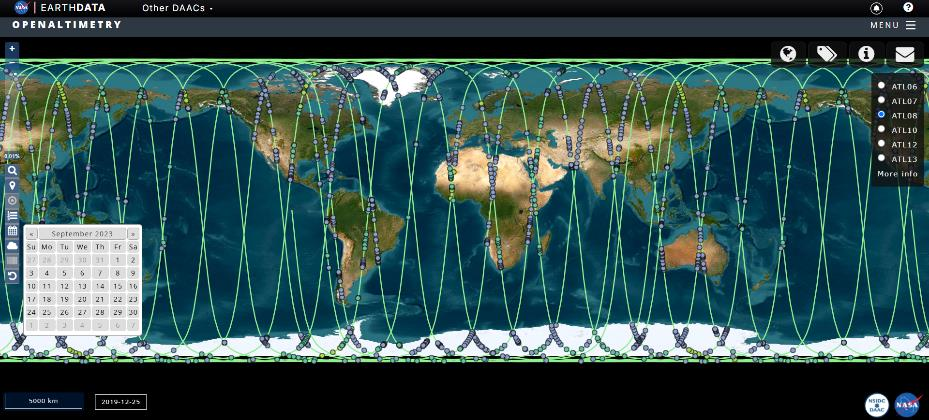 NASA EARTHDATA Other DAACs
OPENALTIMETRY MENU
+
−
ATL06
ATL07
ATL08
ATL10
ATL12
ATL13
More info
« September 2023 »
Su Mo Tu We Th Fr Sa
27 28 29 30 31 1 2
3 4 5 6 7 8 9
10 11 12 13 14 15 16
17 18 19 20 21 22 23
24 25 26 27 28 29 30
1 2 3 4 5 6 7
5000 km
2019-12-25
NSIDC DAAC NASA